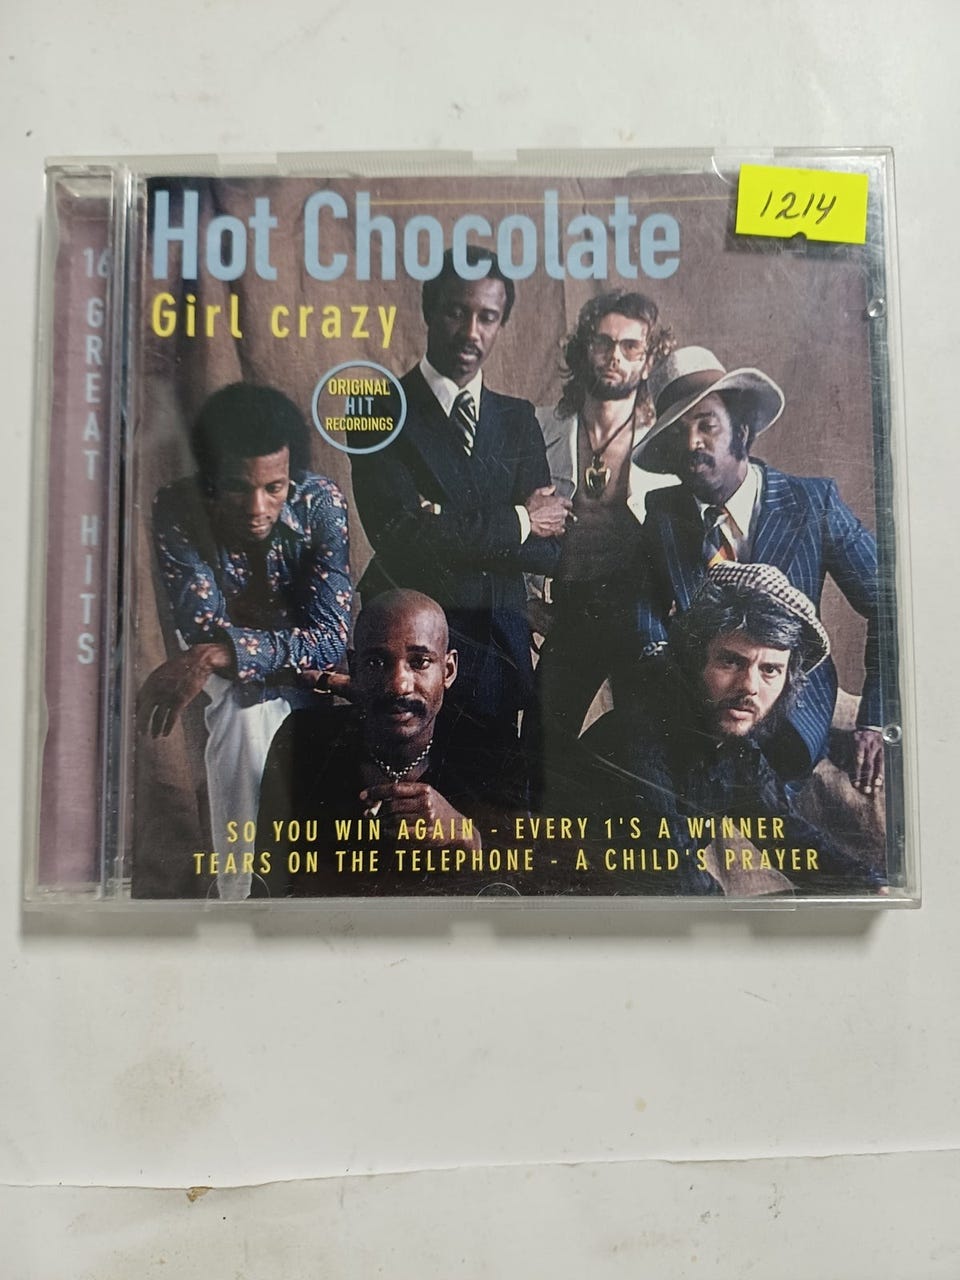 16 GREAT HITS
Hot Chocolate
1214
Girl crazy
ORIGINAL
HIT
RECORDINGS
SO YOU WIN AGAIN - EVERY 1'S A WINNER
TEARS ON THE TELEPHONE - A CHILD'S PRAYER